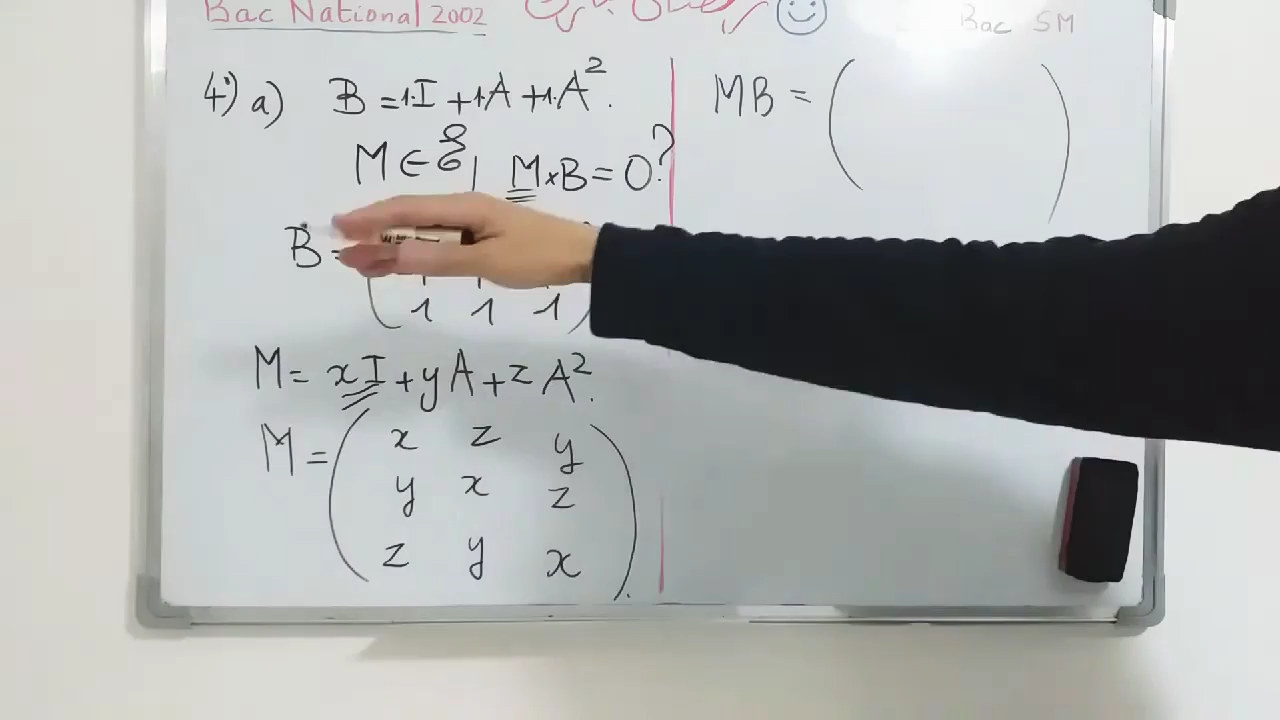 Bac National 2002
Bac SM
4°) a) B = 1.I + 1.A + 1.A².
M ∈ | M×B = 0?
B =
1 1 1
M = xI + yA + zA².
M = ( x z y
y x z
z y x ).
MB = ( )